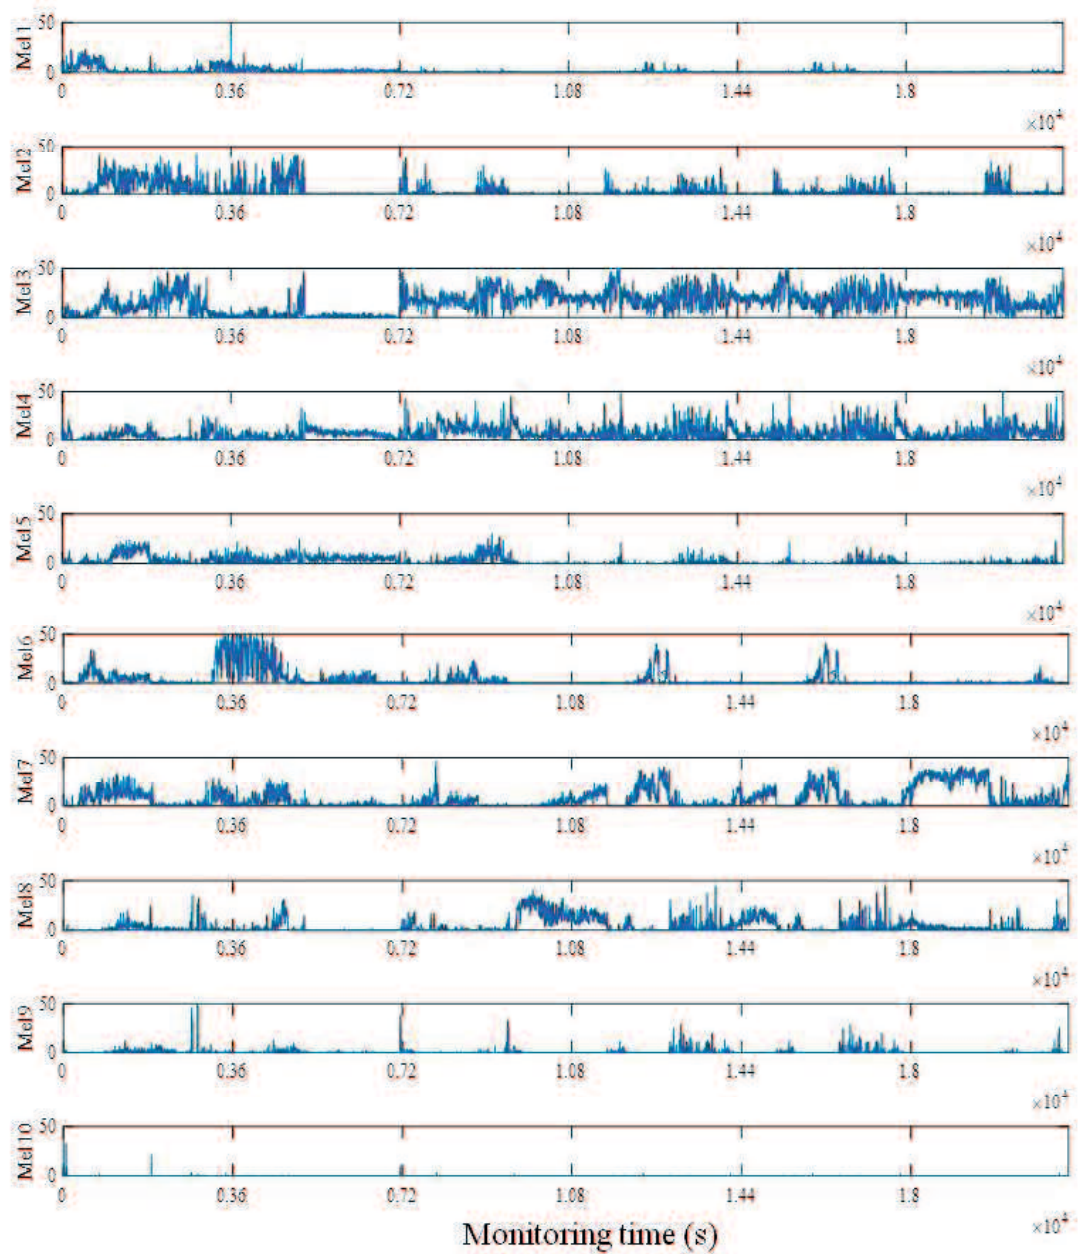 Mel1 50 0
0 0.36 0.72 1.08 1.44 1.8
×10⁴
Mel2 50 0
0 0.36 0.72 1.08 1.44 1.8
×10⁴
Mel3 50 0
0 0.36 0.72 1.08 1.44 1.8
×10⁴
Mel4 50 0
0 0.36 0.72 1.08 1.44 1.8
×10⁴
Mel5 50 0
0 0.36 0.72 1.08 1.44 1.8
×10⁴
Mel6 50 0
0 0.36 0.72 1.08 1.44 1.8
×10⁴
Mel7 50 0
0 0.36 0.72 1.08 1.44 1.8
×10⁴
Mel8 50 0
0 0.36 0.72 1.08 1.44 1.8
×10⁴
Mel9 50 0
0 0.36 0.72 1.08 1.44 1.8
×10⁴
Mel10 50 0
0 0.36 0.72 1.08 1.44 1.8
×10⁴
Monitoring time (s)